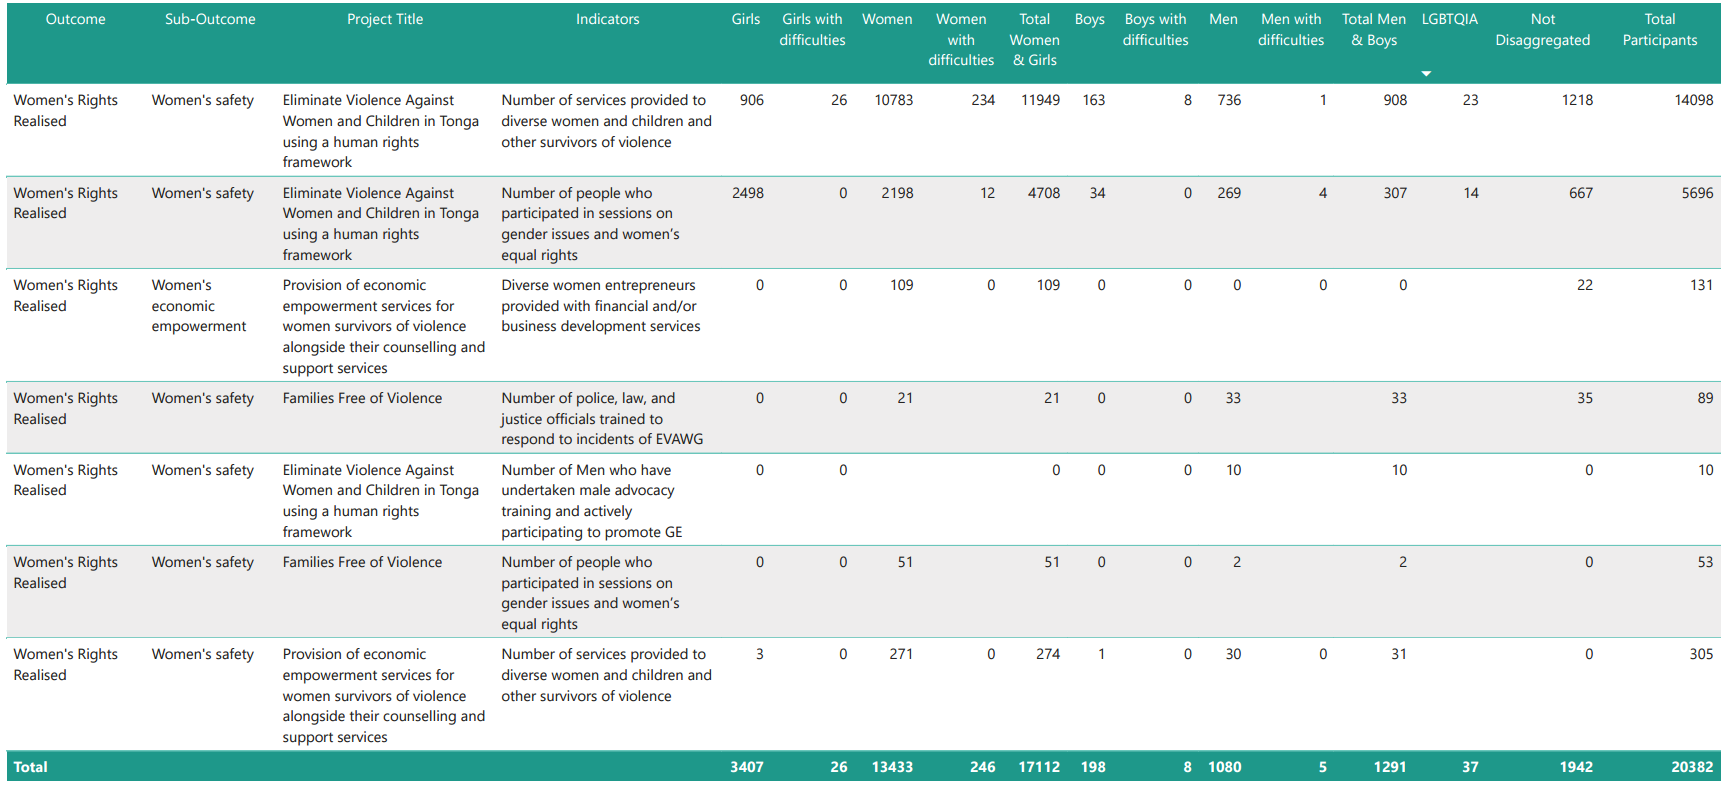 Outcome Sub-Outcome Project Title Indicators Girls Girls with difficulties Women Women with difficulties Total Women & Girls Boys Boys with difficulties Men Men with difficulties Total Men & Boys LGBTQIA Not Disaggregated Total Participants
Women's Rights Women's safety Eliminate Violence Against Number of services provided to 906 26 10783 234 11949 163 8 736 1 908 23 1218 14098
Realised Women and Children in Tonga diverse women and children and
using a human rights other survivors of violence
framework
Women's Rights Women's safety Eliminate Violence Against Number of people who 2498 0 2198 12 4708 34 0 269 4 307 14 667 5696
Realised Women and Children in Tonga participated in sessions on
using a human rights gender issues and women's
framework equal rights
Women's Rights Women's Provision of economic Diverse women entrepreneurs 0 0 109 0 109 0 0 0 0 0 22 131
Realised economic empowerment services for provided with financial and/or
empowerment women survivors of violence business development services
alongside their counselling and
support services
Women's Rights Women's safety Families Free of Violence Number of police, law, and 0 0 21 21 0 0 33 33 35 89
Realised justice officials trained to
respond to incidents of EVAWG
Women's Rights Women's safety Eliminate Violence Against Number of Men who have 0 0 0 0 0 10 10 0 10
Realised Women and Children in Tonga undertaken male advocacy
using a human rights training and actively
framework participating to promote GE
Women's Rights Women's safety Families Free of Violence Number of people who 0 0 51 51 0 0 2 2 0 53
Realised participated in sessions on
gender issues and women's
equal rights
Women's Rights Women's safety Provision of economic Number of services provided to 3 0 271 0 274 1 0 30 0 31 0 305
Realised empowerment services for diverse women and children and
women survivors of violence other survivors of violence
alongside their counselling and
support services
Total 3407 26 13433 246 17112 198 8 1080 5 1291 37 1942 20382